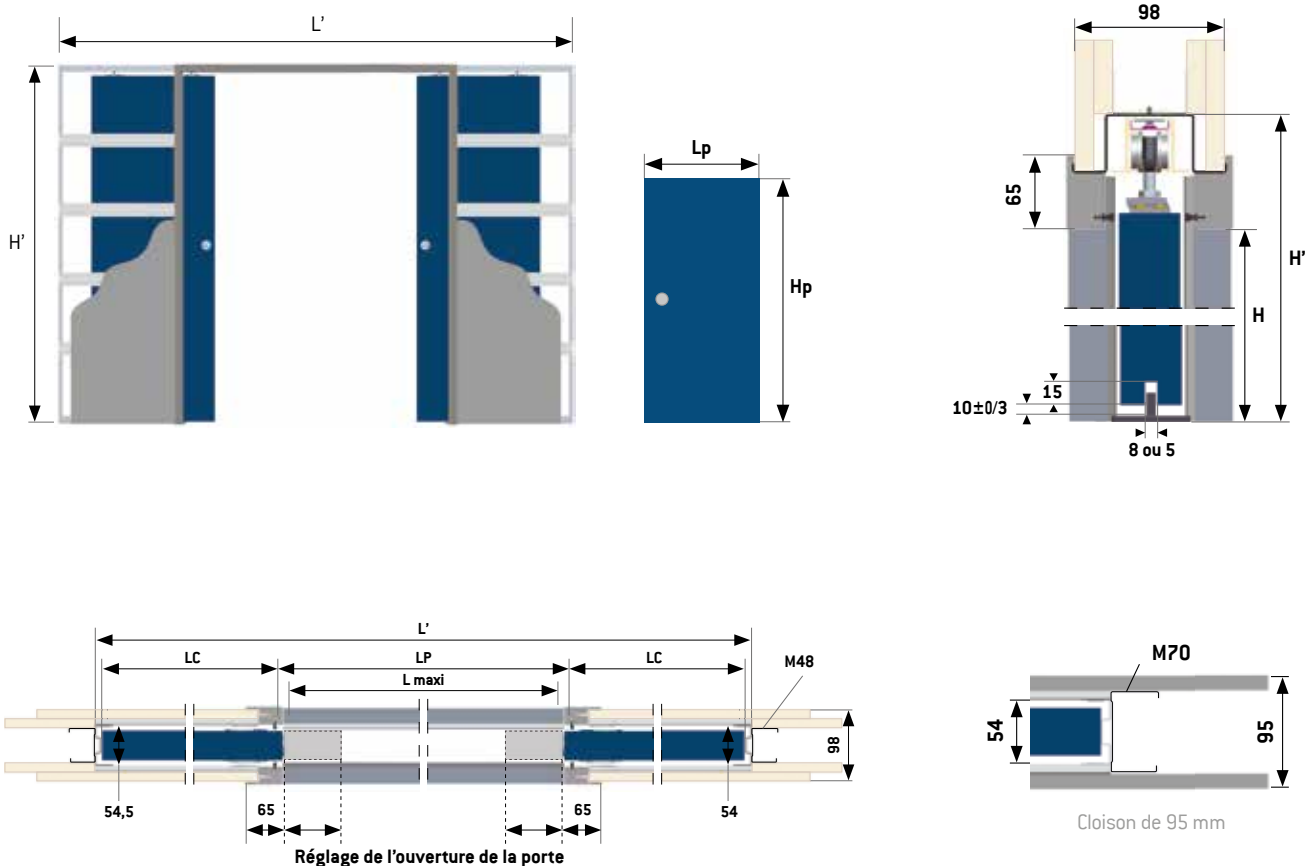 L'
H'
Lp
Hp
98
65
H'
H
15
10±0/3
8 ou 5
L'
LC
LP
LC
L maxi
M48
98
54,5
65
65
54
Réglage de l'ouverture de la porte
M70
54
95
Cloison de 95 mm